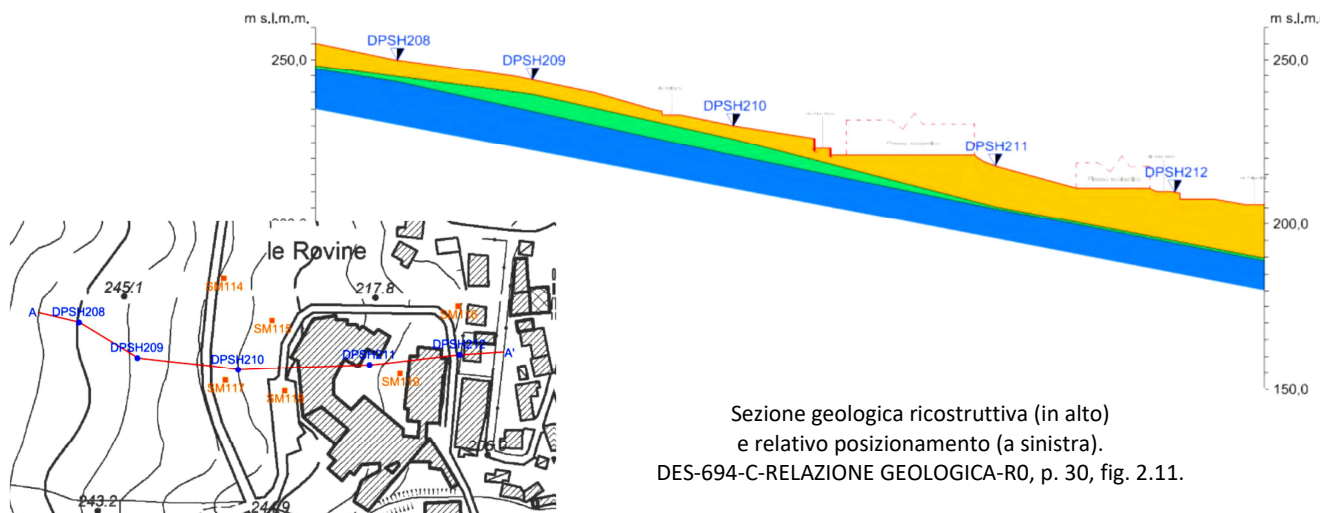 m s.l.m.m.
m s.l.m.m.
DPSH208
250,0
250,0
DPSH209
DPSH210
DPSH211
DPSH212
200,0
150,0
le Rovine
SM114
245.1
217.8
A
DPSH208
SM115
SM116
DPSH209
DPSH210
DPSH211
DPSH212
A'
SM117
SM119
243.2
244.9
Sezione geologica ricostruttiva (in alto)
e relativo posizionamento (a sinistra).
DES-694-C-RELAZIONE GEOLOGICA-R0, p. 30, fig. 2.11.